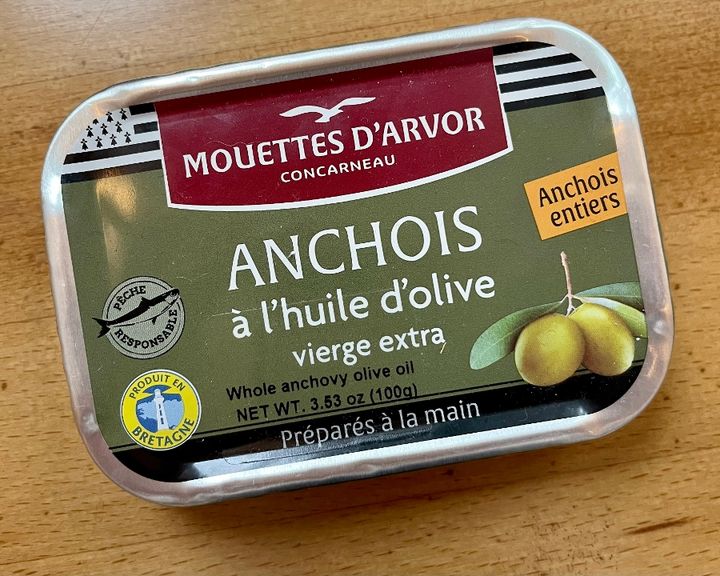 MOUETTES D'ARVOR
CONCARNEAU
Anchois
entiers
ANCHOIS
à l'huile d'olive
vierge extra
PÊCHE
RESPONSABLE
PRODUIT EN
BRETAGNE
Whole anchovy olive oil
NET WT. 3.53 oz (100g)
Préparés à la main